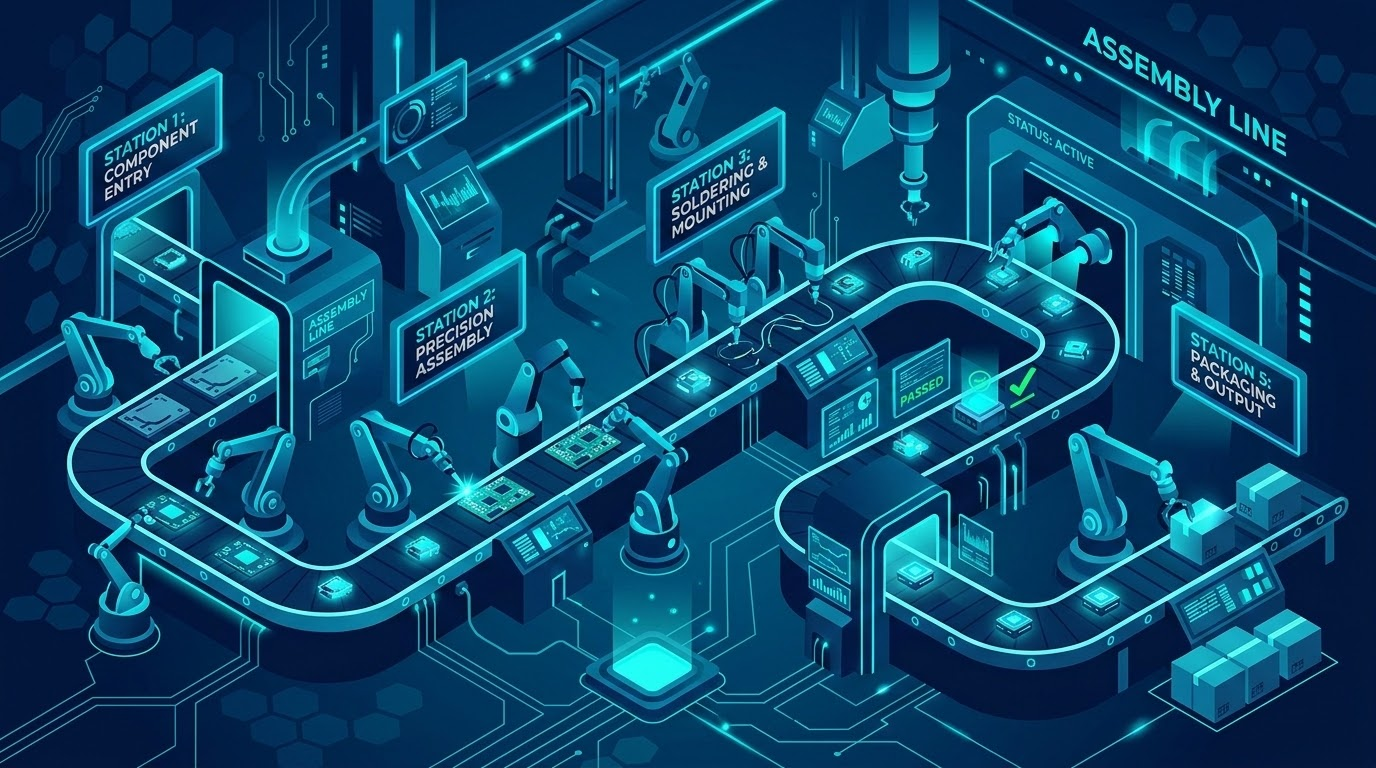 ASSEMBLY LINE
STATION 1:
COMPONENT
ENTRY
STATION 3:
SOLDERING &
MOUNTING
STATUS: ACTIVE
ASSEMBLY
LINE
STATION 2:
PRECISION
ASSEMBLY
STATION 5:
PACKAGING
& OUTPUT
PASSED